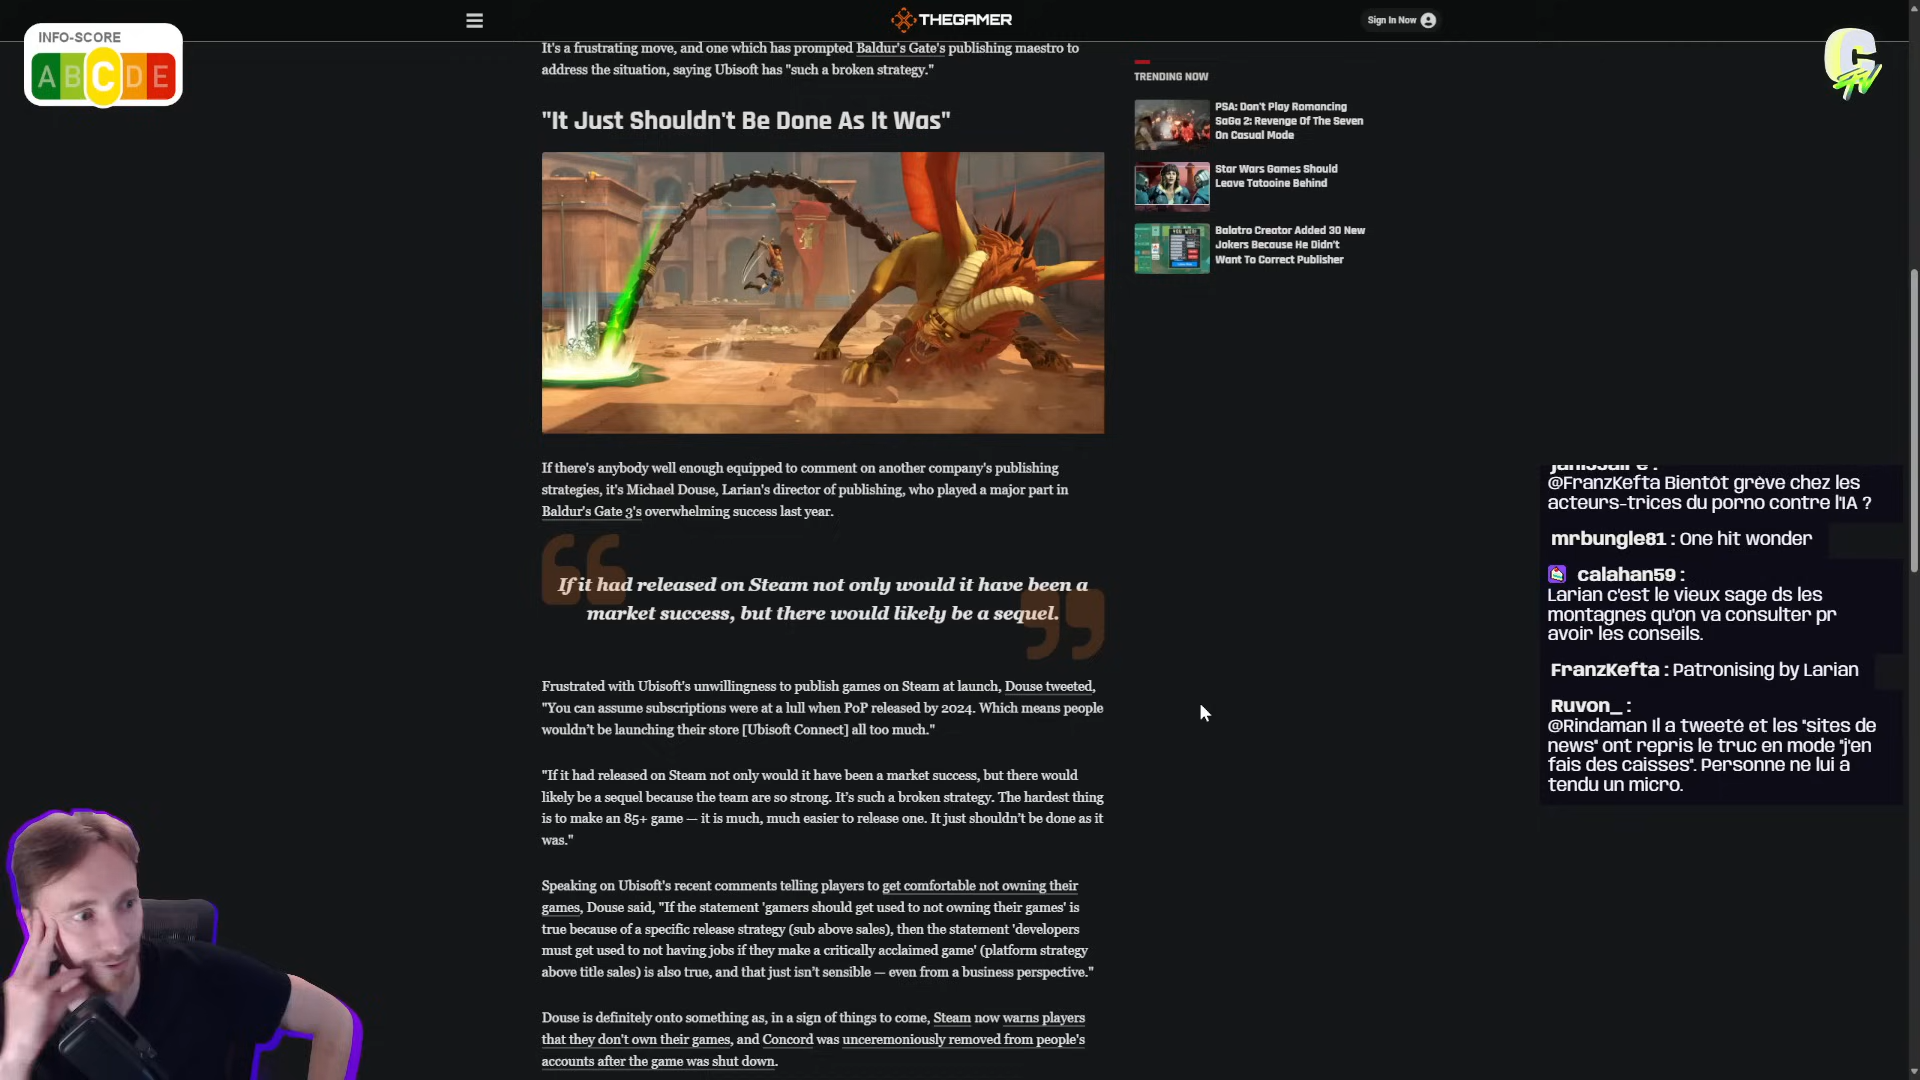 INFO-SCORE
A B C D E
THEGAMER
Sign In Now
It's a frustrating move, and one which has prompted Baldur's Gate's publishing maestro to
address the situation, saying Ubisoft has "such a broken strategy."
"It Just Shouldn't Be Done As It Was"
If there's anybody well enough equipped to comment on another company's publishing
strategies, it's Michael Douse, Larian's director of publishing, who played a major part in
Baldur's Gate 3's overwhelming success last year.
If it had released on Steam not only would it have been a
market success, but there would likely be a sequel.
Frustrated with Ubisoft's unwillingness to publish games on Steam at launch, Douse tweeted,
"You can assume subscriptions were at a lull when PoP released by 2024. Which means people
wouldn't be launching their store [Ubisoft Connect] all too much."
"If it had released on Steam not only would it have been a market success, but there would
likely be a sequel because the team are so strong. It's such a broken strategy. The hardest thing
is to make an 85+ game — it is much, much easier to release one. It just shouldn't be done as it
was."
Speaking on Ubisoft's recent comments telling players to get comfortable not owning their
games, Douse said, "If the statement 'gamers should get used to not owning their games' is
true because of a specific release strategy (sub above sales), then the statement 'developers
must get used to not having jobs if they make a critically acclaimed game' (platform strategy
above title sales) is also true, and that just isn't sensible — even from a business perspective."
Douse is definitely onto something as, in a sign of things to come, Steam now warns players
that they don't own their games, and Concord was unceremoniously removed from people's
accounts after the game was shut down.
TRENDING NOW
PSA: Don't Play Romancing
SaGa 2: Revenge Of The Seven
On Casual Mode
Star Wars Games Should
Leave Tatooine Behind
Balatro Creator Added 30 New
Jokers Because He Didn't
Want To Correct Publisher
janissaire :
@FranzKefta Bientôt grève chez les
acteurs-trices du porno contre l'IA ?
mrbungle81 : One hit wonder
calahan59 :
Larian c'est le vieux sage ds les
montagnes qu'on va consulter pr
avoir les conseils.
FranzKefta : Patronising by Larian
Ruvon_ :
@Rindaman Il a tweeté et les "sites de
news" ont repris le truc en mode "j'en
fais des caisses". Personne ne lui a
tendu un micro.